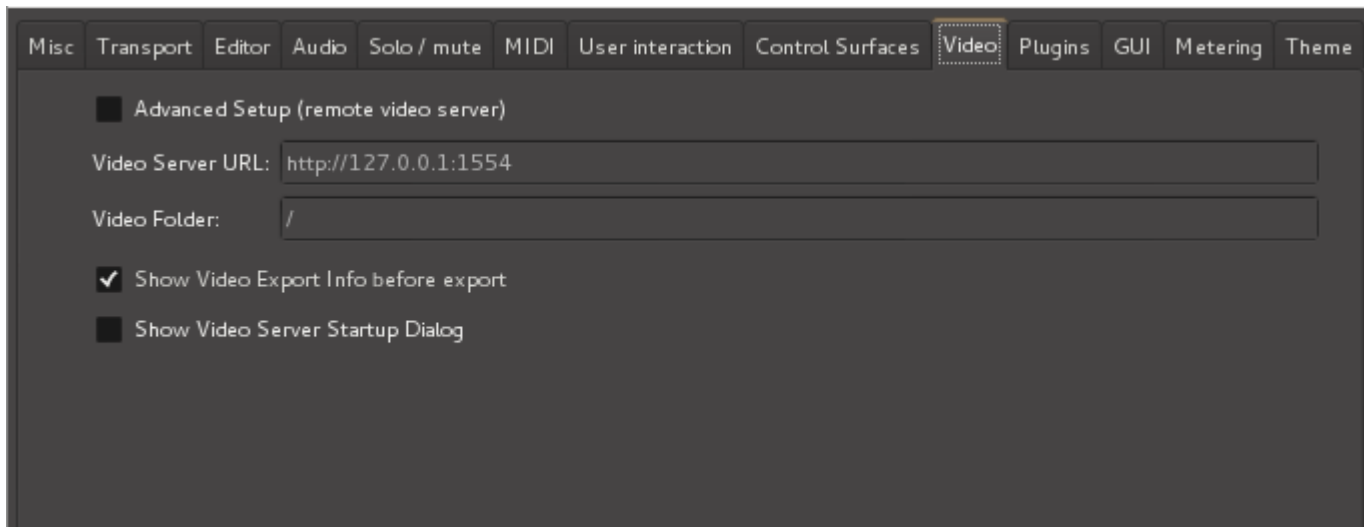 Misc Transport Editor Audio Solo / mute MIDI User interaction Control Surfaces Video Plugins GUI Metering Theme
Advanced Setup (remote video server)
Video Server URL: http://127.0.0.1:1554
Video Folder: /
Show Video Export Info before export
Show Video Server Startup Dialog